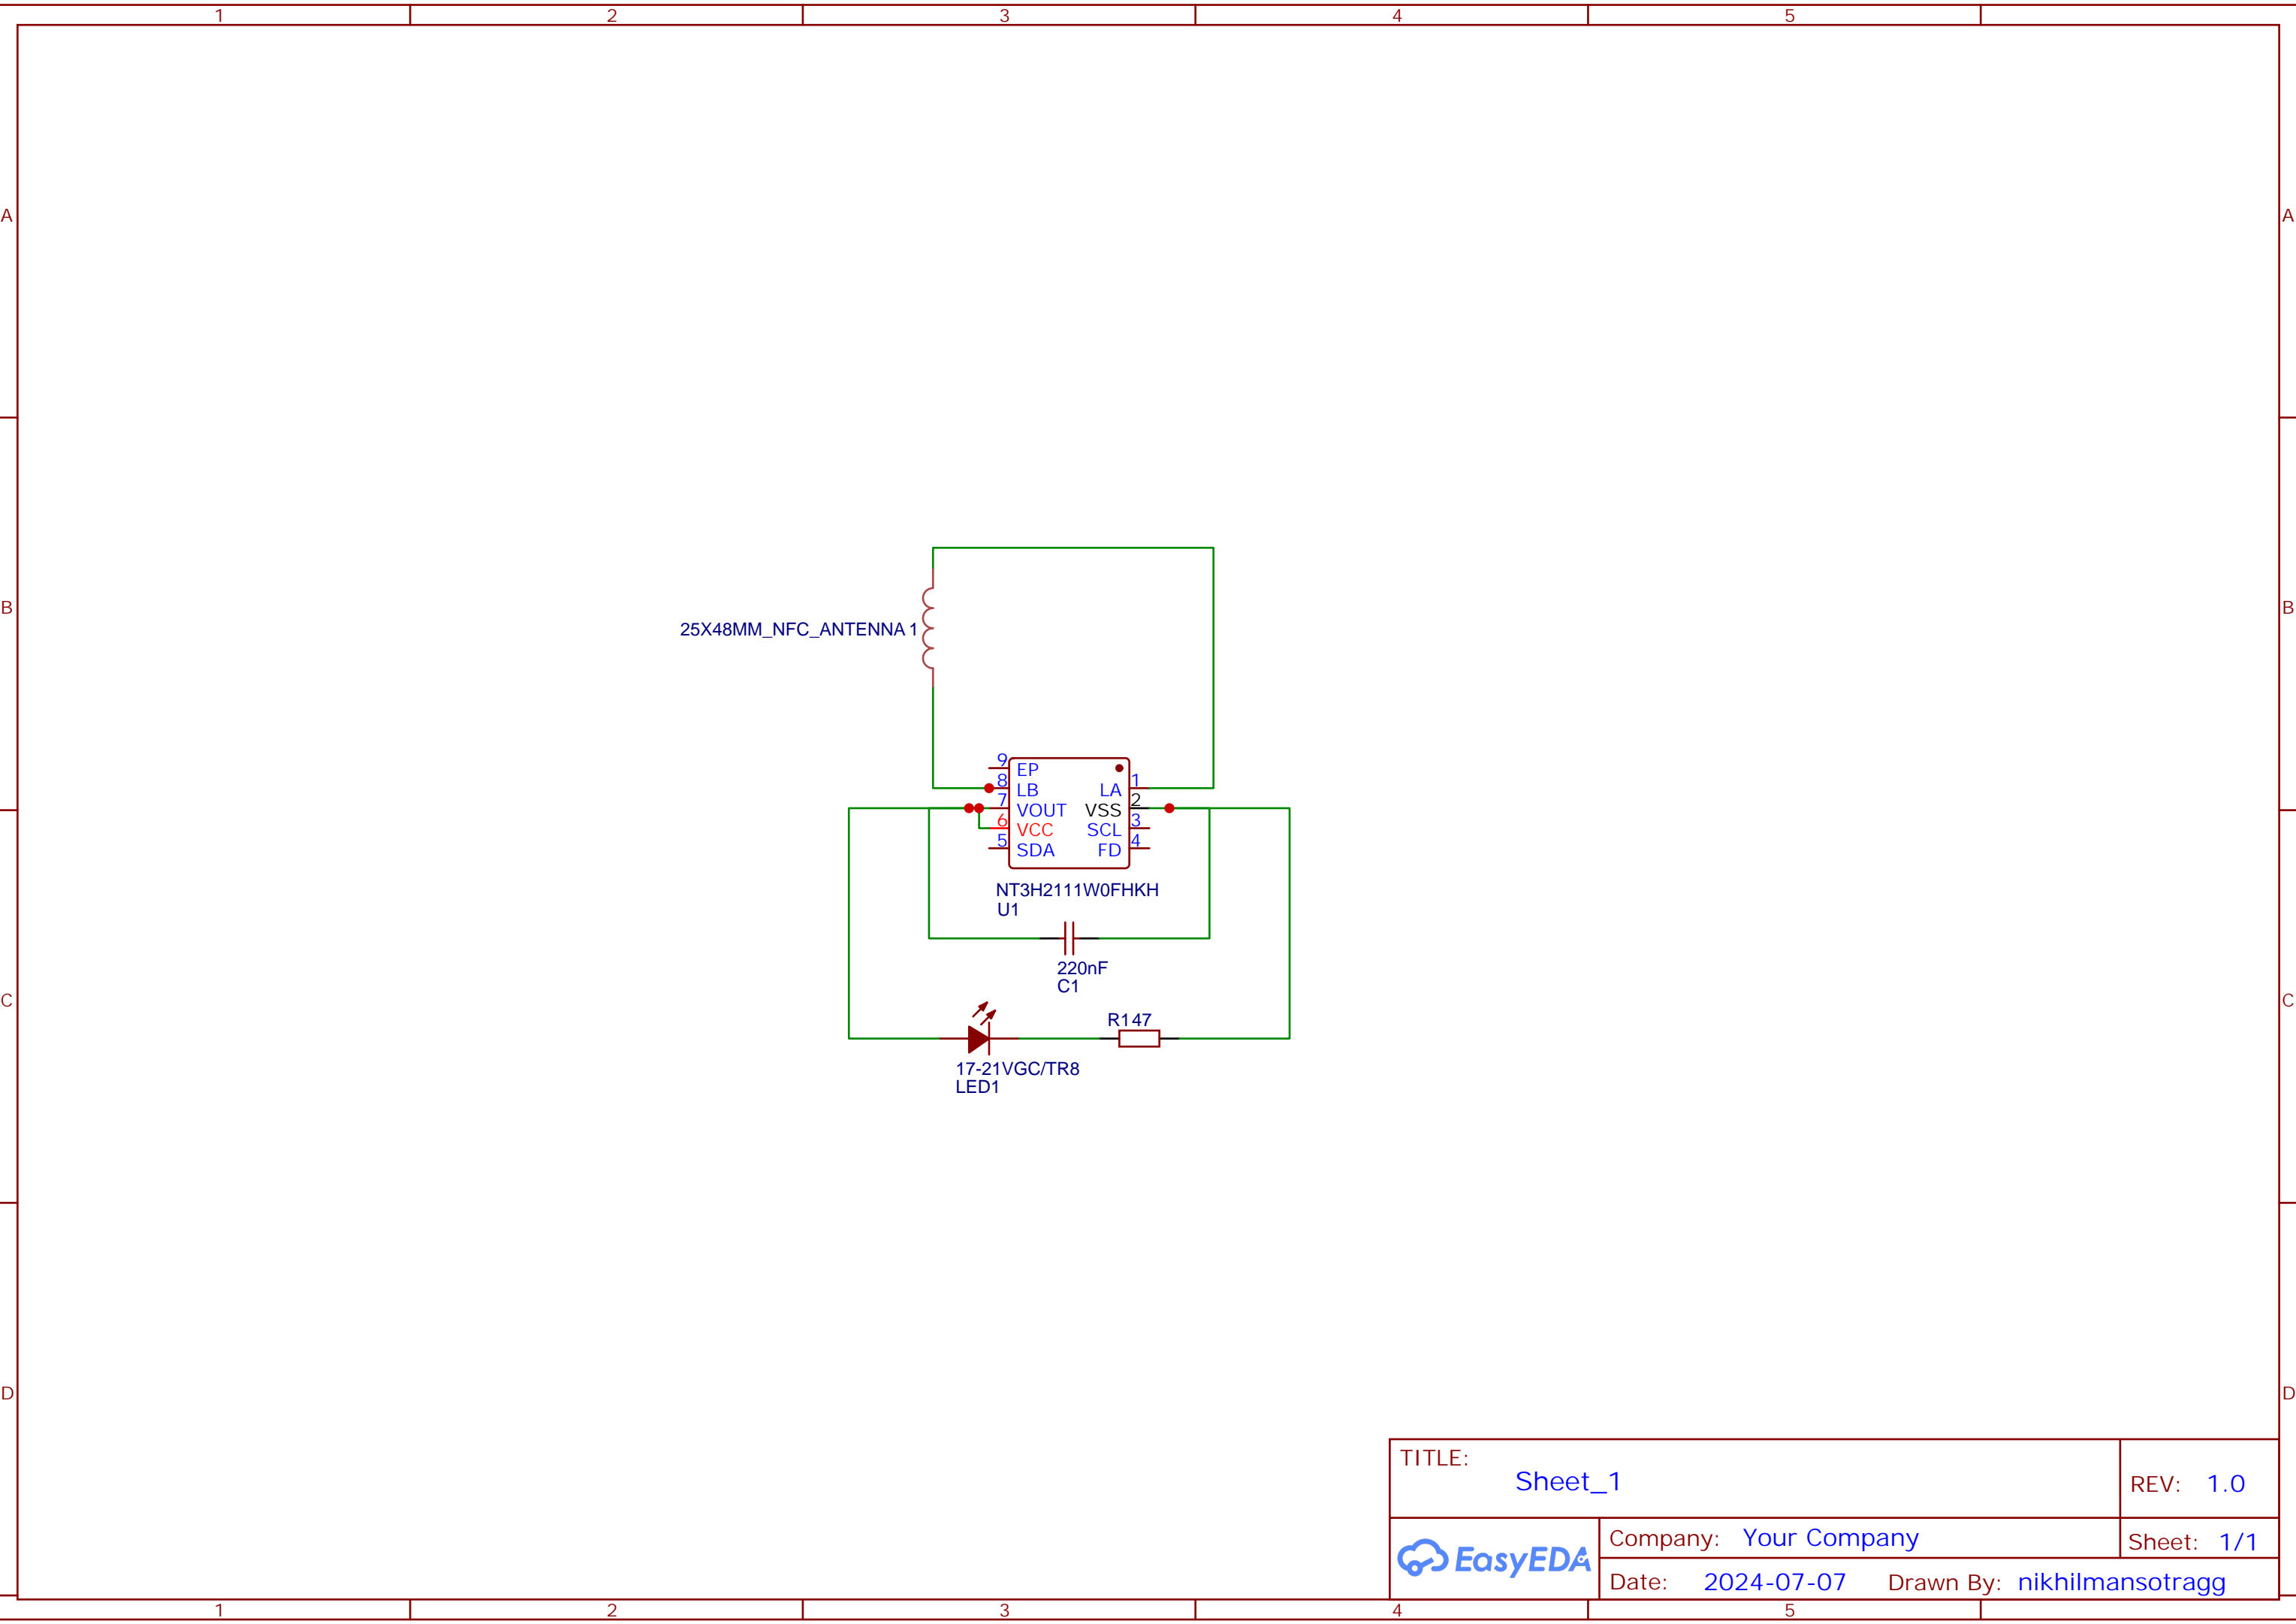 1 2 3 4 5
A A
B B
25X48MM_NFC_ANTENNA 1
9 EP
8 LB LA 1
7 VOUT VSS 2
6 VCC SCL 3
5 SDA FD 4
NT3H2111W0FHKH
U1
220nF
C1
C C
R147
17-21VGC/TR8
LED1
D D
TITLE:
Sheet_1
REV: 1.0
EasyEDA
Company: Your Company
Sheet: 1/1
Date: 2024-07-07 Drawn By: nikhilmansotragg
1 2 3 4 5